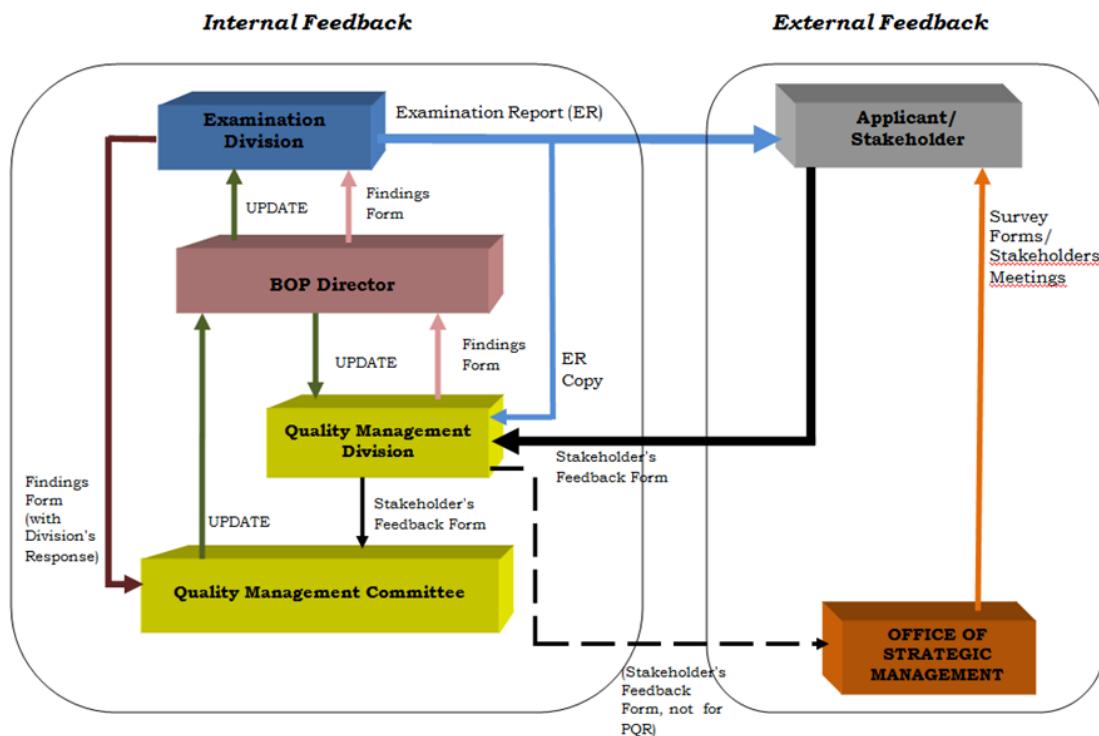 Internal Feedback
External Feedback
Examination
Division
Examination Report (ER)
Applicant/
Stakeholder
UPDATE
Findings
Form
Survey
Forms/
Stakeholders
Meetings
BOP Director
UPDATE
Findings
Form
ER
Copy
Quality Management
Division
Stakeholder's
Feedback Form
Findings
Form
(with
Division's
Response)
UPDATE
Stakeholder's
Feedback Form
Quality Management Committee
OFFICE OF
STRATEGIC
MANAGEMENT
(Stakeholder's
Feedback
Form, not for
PQR)